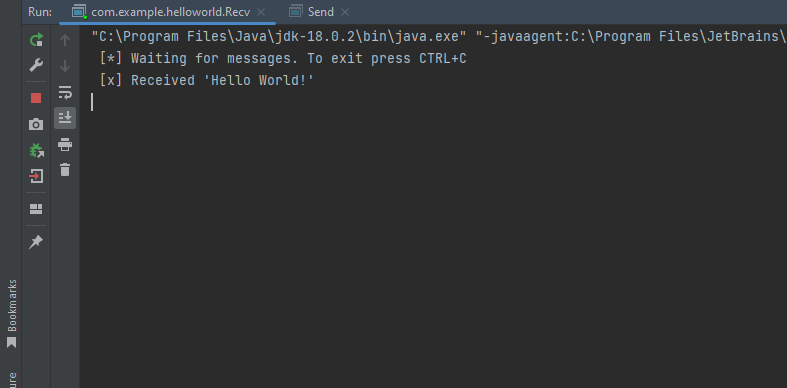 Run: com.example.helloworld.Recv Send
"C:\Program Files\Java\jdk-18.0.2\bin\java.exe" "-javaagent:C:\Program Files\JetBrains\
[*] Waiting for messages. To exit press CTRL+C
[x] Received 'Hello World!'
Bookmarks
ure